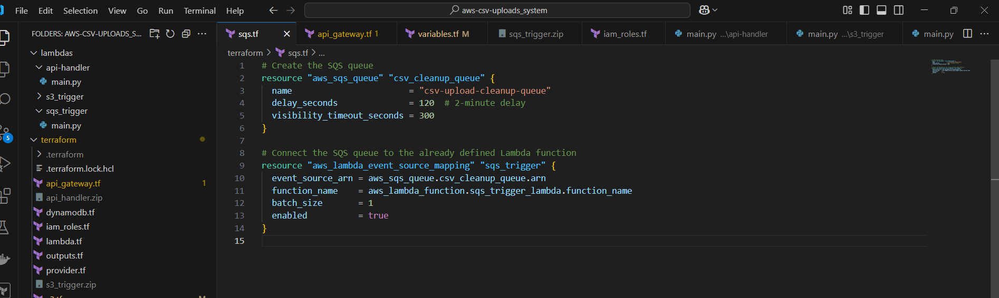 File Edit Selection View Go Run Terminal Help aws-csv-uploads_system
FOLDERS: AWS-CSV-UPLOADS_S...
lambdas
api-handler
main.py
s3_trigger
sqs_trigger
main.py
terraform
.terraform
.terraform.lock.hcl
api_gateway.tf 1
api_handler.zip
dynamodb.tf
iam_roles.tf
lambda.tf
outputs.tf
provider.tf
s3_trigger.zip
5
sqs.tf api_gateway.tf 1 variables.tf M sqs_trigger.zip iam_roles.tf main.py ...\api-handler main.py ...\s3_trigger main.py
terraform > sqs.tf > ...
1 # Create the SQS queue
2 resource "aws_sqs_queue" "csv_cleanup_queue" {
3 name = "csv-upload-cleanup-queue"
4 delay_seconds = 120 # 2-minute delay
5 visibility_timeout_seconds = 300
6 }
7
8 # Connect the SQS queue to the already defined Lambda function
9 resource "aws_lambda_event_source_mapping" "sqs_trigger" {
10 event_source_arn = aws_sqs_queue.csv_cleanup_queue.arn
11 function_name = aws_lambda_function.sqs_trigger_lambda.function_name
12 batch_size = 1
13 enabled = true
14 }
15